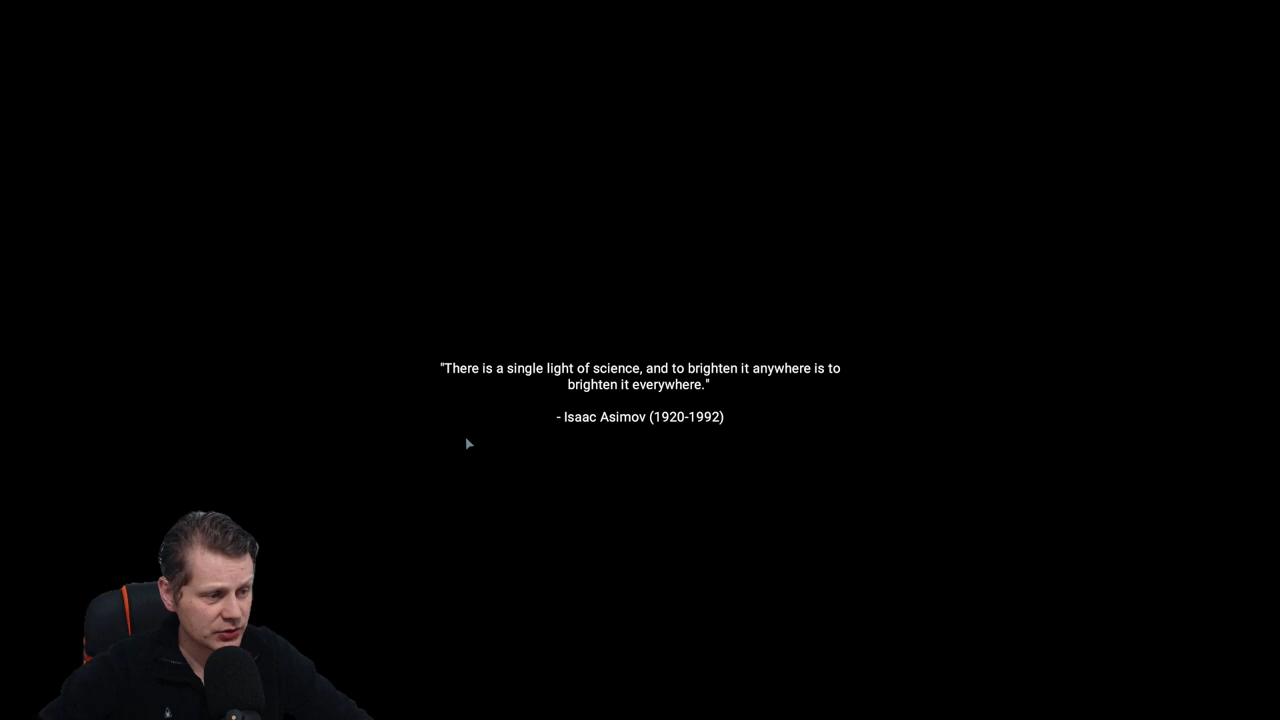 "There is a single light of science, and to brighten it anywhere is to
brighten it everywhere."
- Isaac Asimov (1920-1992)